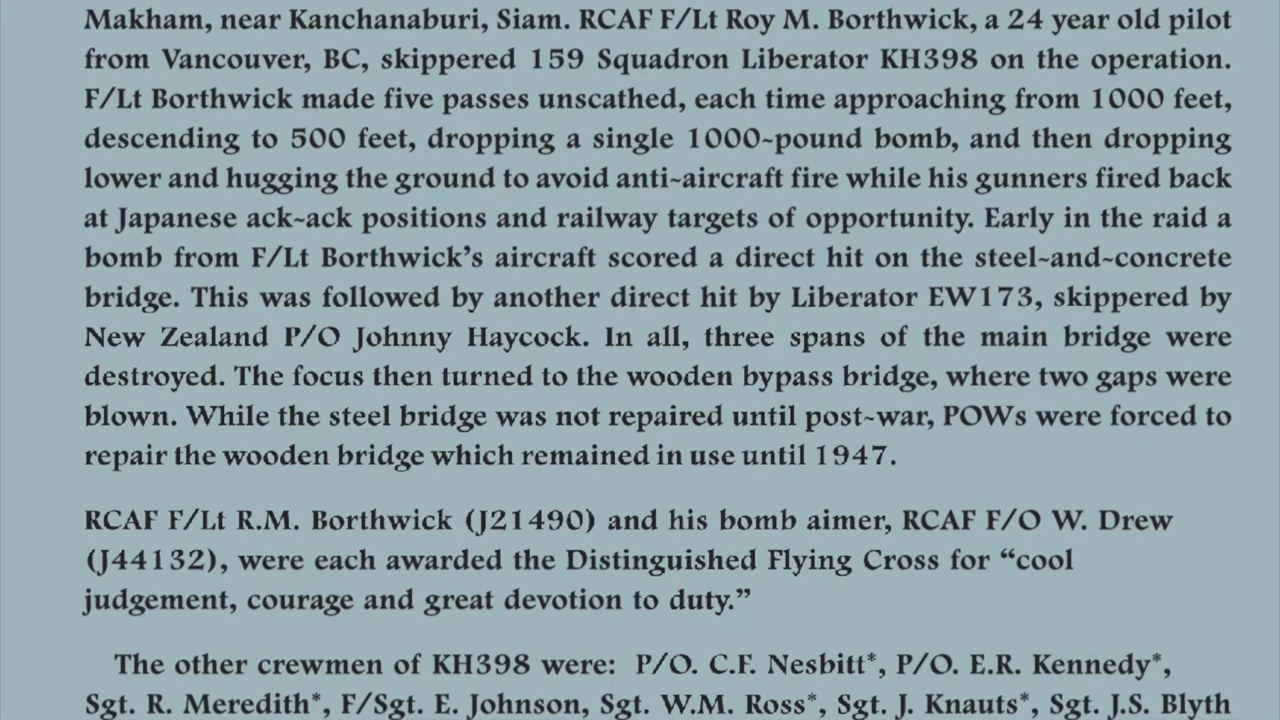 Makham, near Kanchanaburi, Siam. RCAF F/Lt Roy M. Borthwick, a 24 year old pilot
from Vancouver, BC, skippered 159 Squadron Liberator KH398 on the operation.
F/Lt Borthwick made five passes unscathed, each time approaching from 1000 feet,
descending to 500 feet, dropping a single 1000-pound bomb, and then dropping
lower and hugging the ground to avoid anti-aircraft fire while his gunners fired back
at Japanese ack-ack positions and railway targets of opportunity. Early in the raid a
bomb from F/Lt Borthwick’s aircraft scored a direct hit on the steel-and-concrete
bridge. This was followed by another direct hit by Liberator EW173, skippered by
New Zealand P/O Johnny Haycock. In all, three spans of the main bridge were
destroyed. The focus then turned to the wooden bypass bridge, where two gaps were
blown. While the steel bridge was not repaired until post-war, POWs were forced to
repair the wooden bridge which remained in use until 1947.
RCAF F/Lt R.M. Borthwick (J21490) and his bomb aimer, RCAF F/O W. Drew
(J44132), were each awarded the Distinguished Flying Cross for “cool
judgement, courage and great devotion to duty.”
The other crewmen of KH398 were: P/O. C.F. Nesbitt*, P/O. E.R. Kennedy*,
Sgt. R. Meredith*, F/Sgt. E. Johnson, Sgt. W.M. Ross*, Sgt. J. Knauts*, Sgt. J.S. Blyth